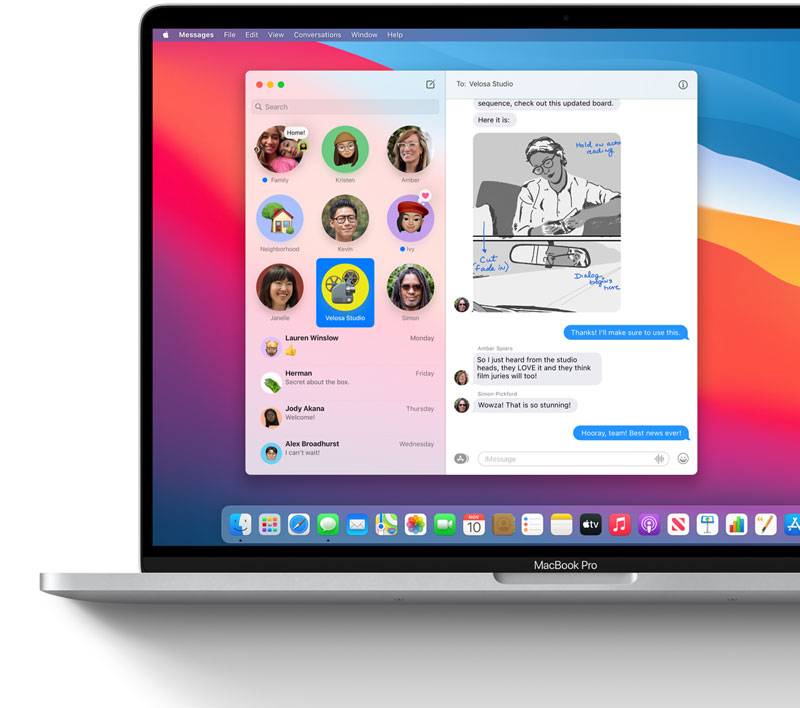 Messages File Edit View Conversations Window Help
Search
To: Velosa Studio
Home!
Family Kristen Amber
Neighborhood Kevin Ivy
Janelle Velosa Studio Simon
Lauren Winslow Monday
Herman Friday
Secret about the box.
Jody Akana Thursday
Welcome!
Alex Broadhurst Wednesday
I can't wait!
sequence, check out this updated board.
Here it is:
Hold on
reading
Cut
(fade in)
Dialog
begins
here
Thanks! I'll make sure to use this.
Amber Spiers
So I just heard from the studio
heads, they LOVE it and they think
film juries will too!
Simon Pickford
Wowza! That is so stunning!
Hooray, team! Best news ever!
iMessage
NOV
10
tv
MacBook Pro